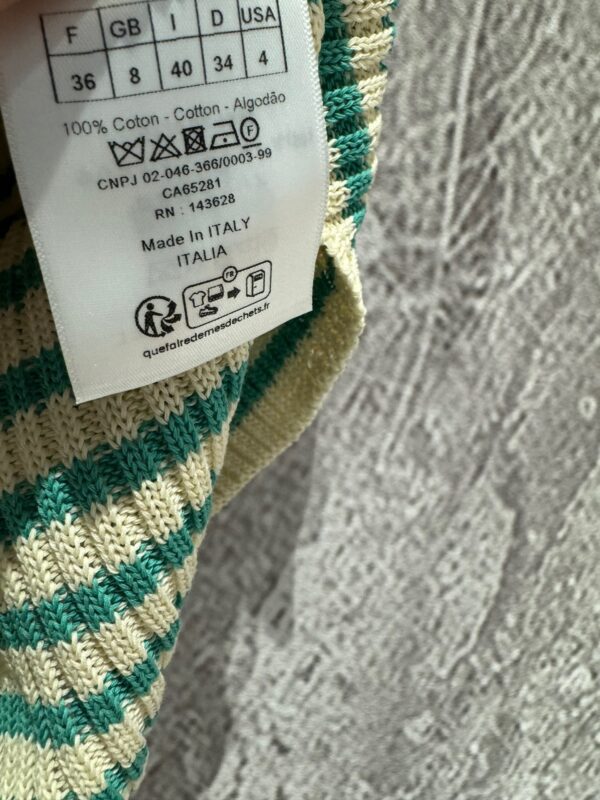 F GB I D USA
36 8 40 34 4
100% Coton - Cotton - Algodão
F
CNPJ 02-046-366/0003-99
CA65281
RN : 143628
Made In ITALY
ITALIA
FR
quefairedemesdechets.fr